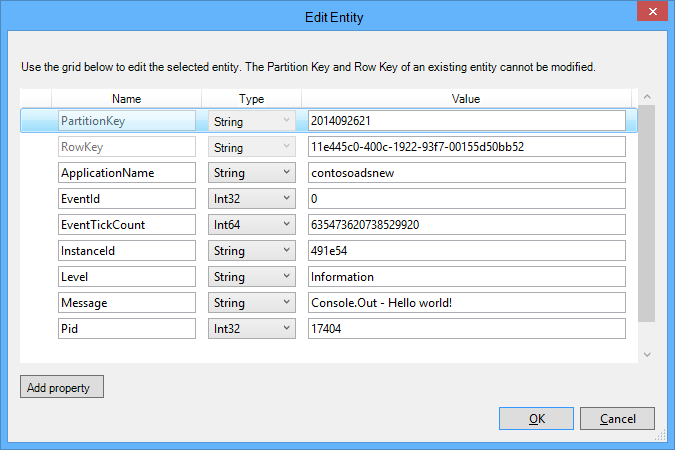 Edit Entity
Use the grid below to edit the selected entity. The Partition Key and Row Key of an existing entity cannot be modified.
Name Type Value
PartitionKey String 2014092621
RowKey String 11e445c0-400c-1922-93f7-00155d50bb52
ApplicationName String contosoadsnew
EventId Int32 0
EventTickCount Int64 635473620738529920
InstanceId String 491e54
Level String Information
Message String Console.Out - Hello world!
Pid Int32 17404
Add property
OK Cancel